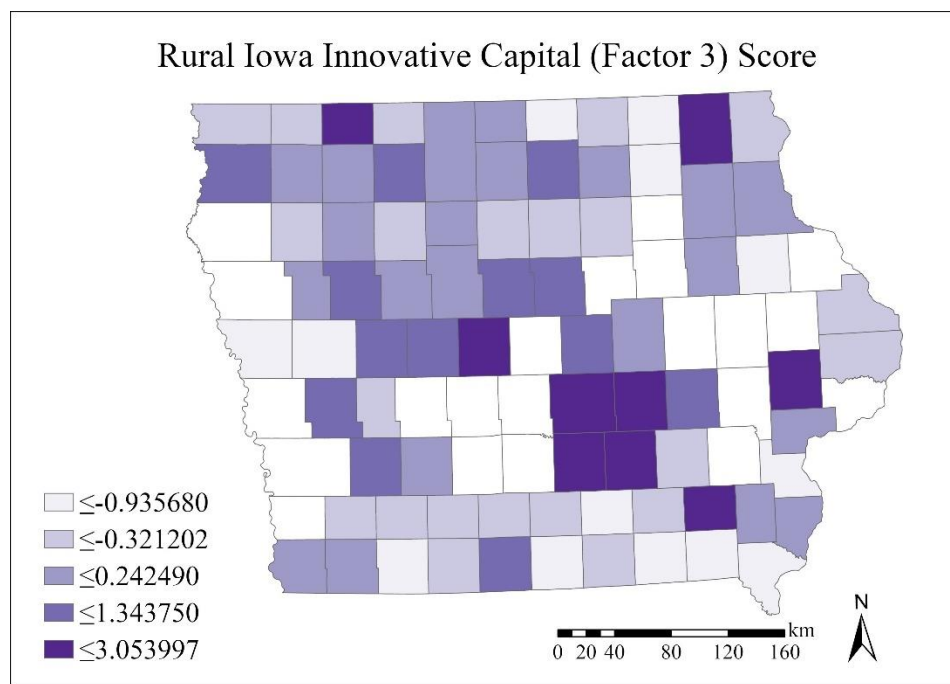 Rural Iowa Innovative Capital (Factor 3) Score
≤-0.935680
≤-0.321202
≤0.242490
≤1.343750
≤3.053997
km
0 20 40 80 120 160
N